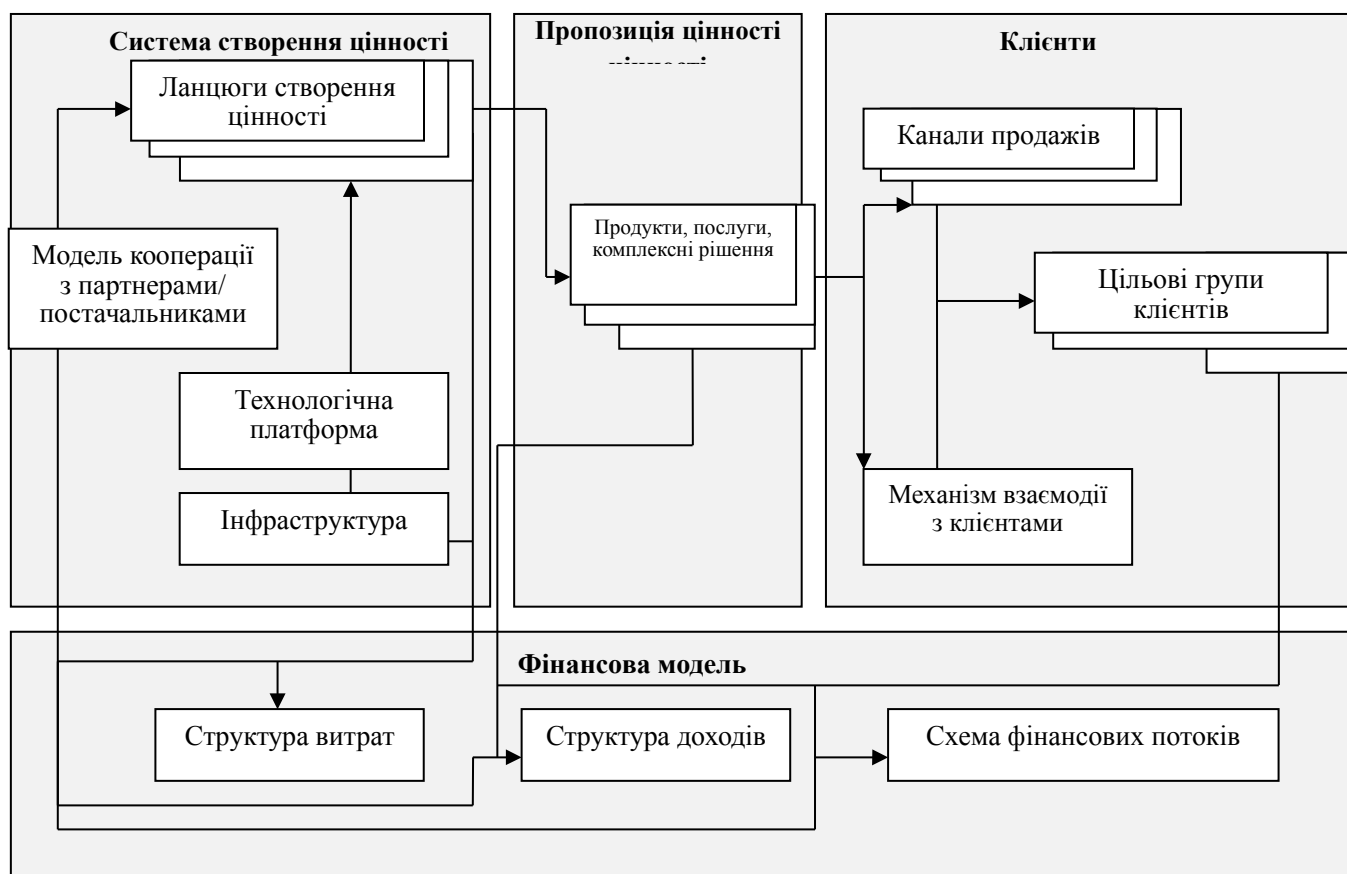 Система створення цінності
Ланцюги створення
цінності
Модель кооперації
з партнерами/
постачальниками
Технологічна
платформа
Інфраструктура
Пропозиція цінності
цінності
Продукти, послуги,
комплексні рішення
Клієнти
Канали продажів
Цільові групи
клієнтів
Механізм взаємодії
з клієнтами
Фінансова модель
Структура витрат
Структура доходів
Схема фінансових потоків